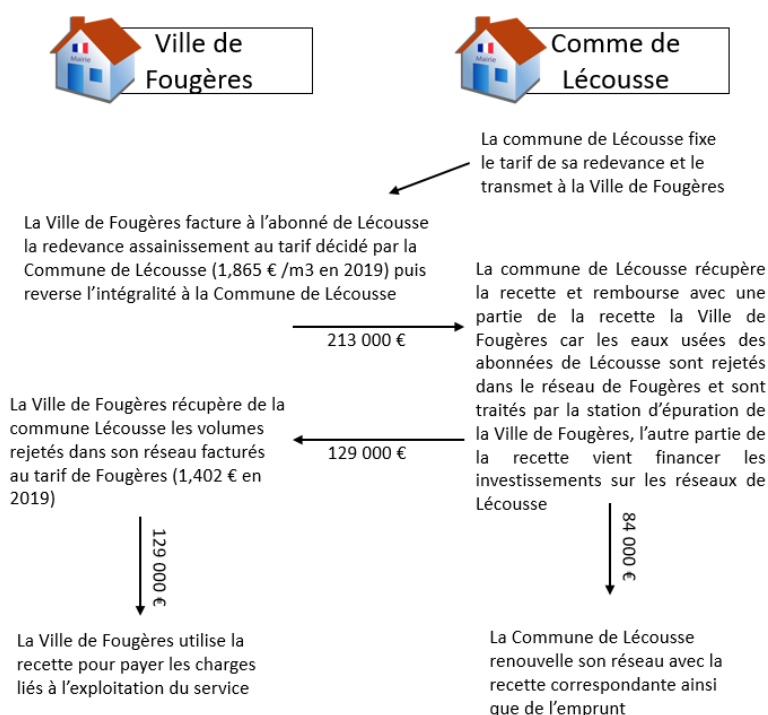 Mairie
Ville de
Fougères
Mairie
Comme de
Lécousse
La commune de Lécousse fixe
le tarif de sa redevance et le
transmet à la Ville de Fougères
La Ville de Fougères facture à l'abonné de Lécousse
la redevance assainissement au tarif décidé par la
Commune de Lécousse (1,865 € /m3 en 2019) puis
reverse l'intégralité à la Commune de Lécousse
213 000 €
La commune de Lécousse récupère
la recette et rembourse avec une
partie de la recette la Ville de
Fougères car les eaux usées des
abonnées de Lécousse sont rejetés
dans le réseau de Fougères et sont
traités par la station d'épuration de
la Ville de Fougères, l'autre partie de
la recette vient financer les
investissements sur les réseaux de
Lécousse
129 000 €
La Ville de Fougères récupère de la
commune Lécousse les volumes
rejetés dans son réseau facturés
au tarif de Fougères (1,402 € en
2019)
129 000 €
84 000 €
La Ville de Fougères utilise la
recette pour payer les charges
liés à l'exploitation du service
La Commune de Lécousse
renouvelle son réseau avec la
recette correspondante ainsi
que de l'emprunt